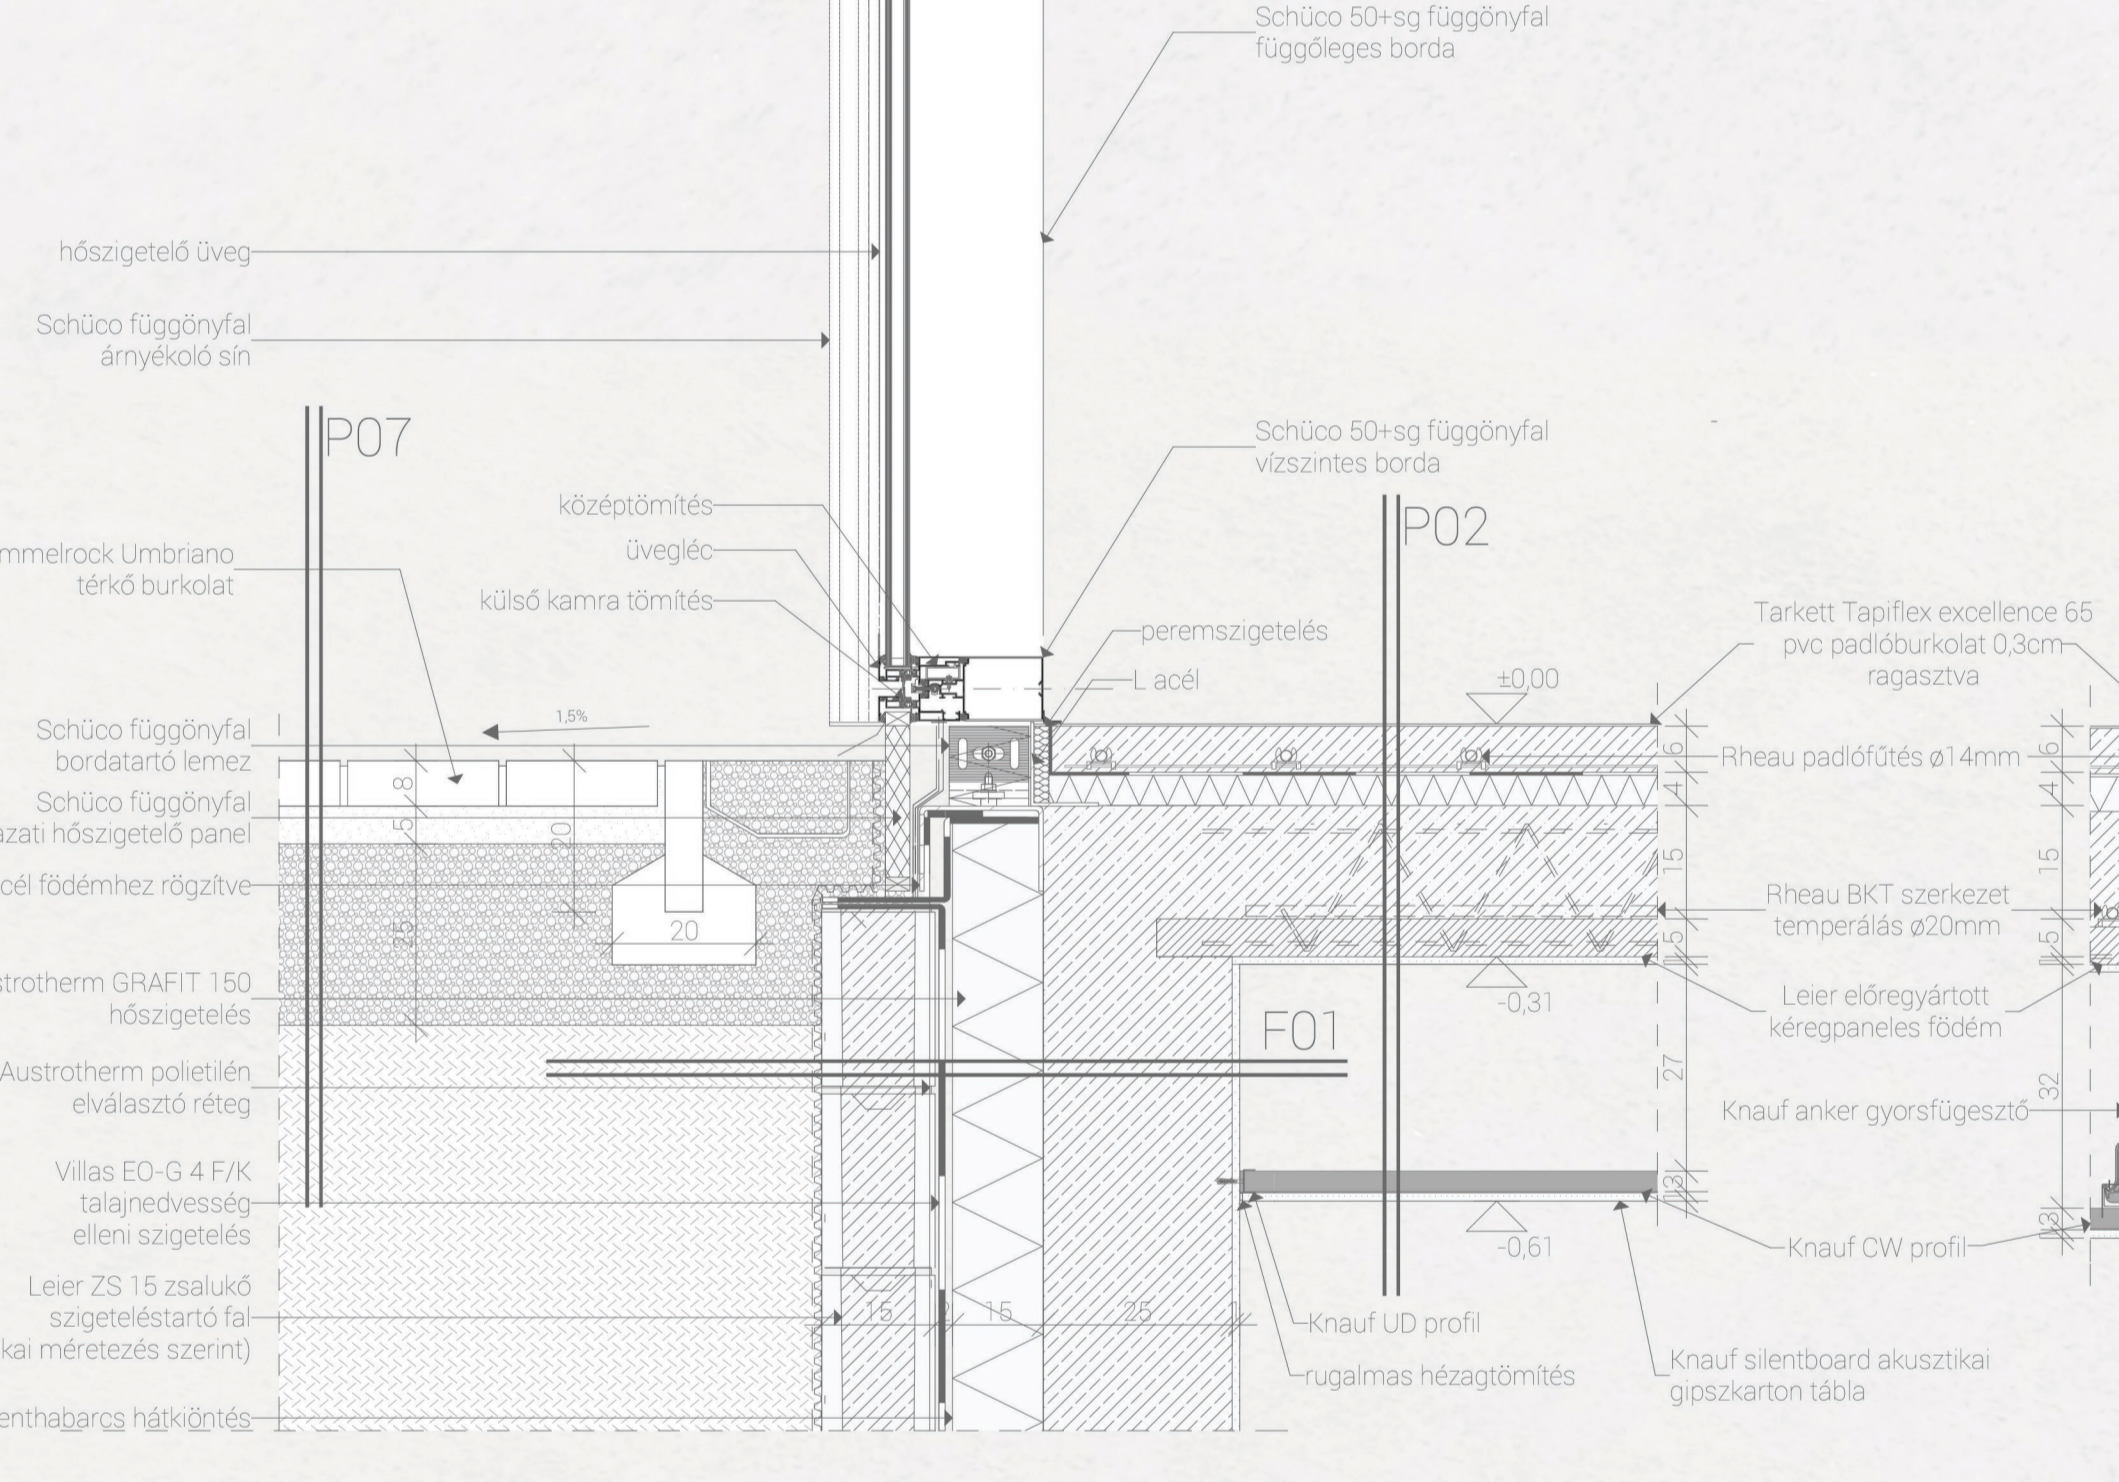 Schüco 50+sg függönyfal
függőleges borda
hőszigetelő üveg
Schüco függönyfal
árnyékoló sín
P07
Schüco 50+sg függönyfal
vízszintes borda
középtömítés
P02
üvegléc
mmelrock Umbriano
térkő burkolat
külső kamra tömítés
peremszigetelés
L acél
Tarkett Tapiflex excellence 65
pvc padlóburkolat 0,3cm
ragasztva
±0,00
1,5%
Schüco függönyfal
bordatartó lemez
Rheau padlófűtés ø14mm
6
6
8
4
4
Schüco függönyfal
azati hőszigetelő panel
5
20
15
15
cél födémhez rögzítve
Rheau BKT szerkezet
temperálás ø20mm
25
20
5
5
strotherm GRAFIT 150
hőszigetelés
-0,31
Leier előregyártott
kéregpaneles födém
F01
Austrotherm polietilén
elválasztó réteg
27
32
Knauf anker gyorsfügesztő
Villas EO-G 4 F/K
talajnedvesség
elleni szigetelés
3
3
-0,61
Knauf CW profil
Leier ZS 15 zsalukő
szigeteléstartó fal
kai méretezés szerint)
15
2
15
25
1
Knauf UD profil
rugalmas hézagtömítés
Knauf silentboard akusztikai
gipszkarton tábla
enthabarcs hátkiöntés